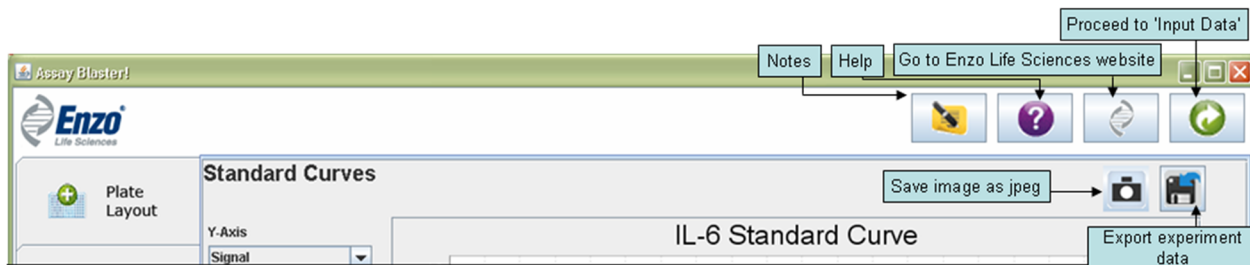 Proceed to 'Input Data'
Notes
Help
Go to Enzo Life Sciences website
Assay Blaster!
Enzo®
Life Sciences
Standard Curves
Plate
Layout
Save image as jpeg
Y-Axis
IL-6 Standard Curve
Signal
Export experiment
data